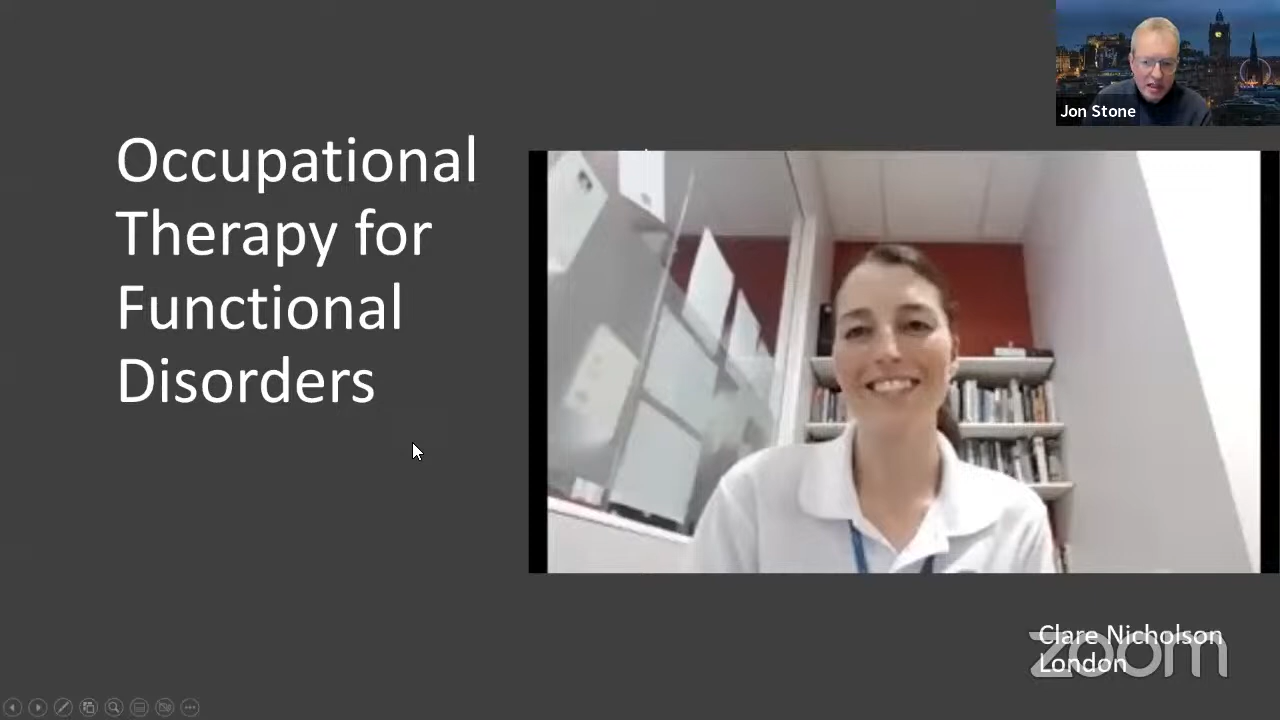 Jon Stone
Occupational
Therapy for
Functional
Disorders
Clare Nicholson
London
zoom